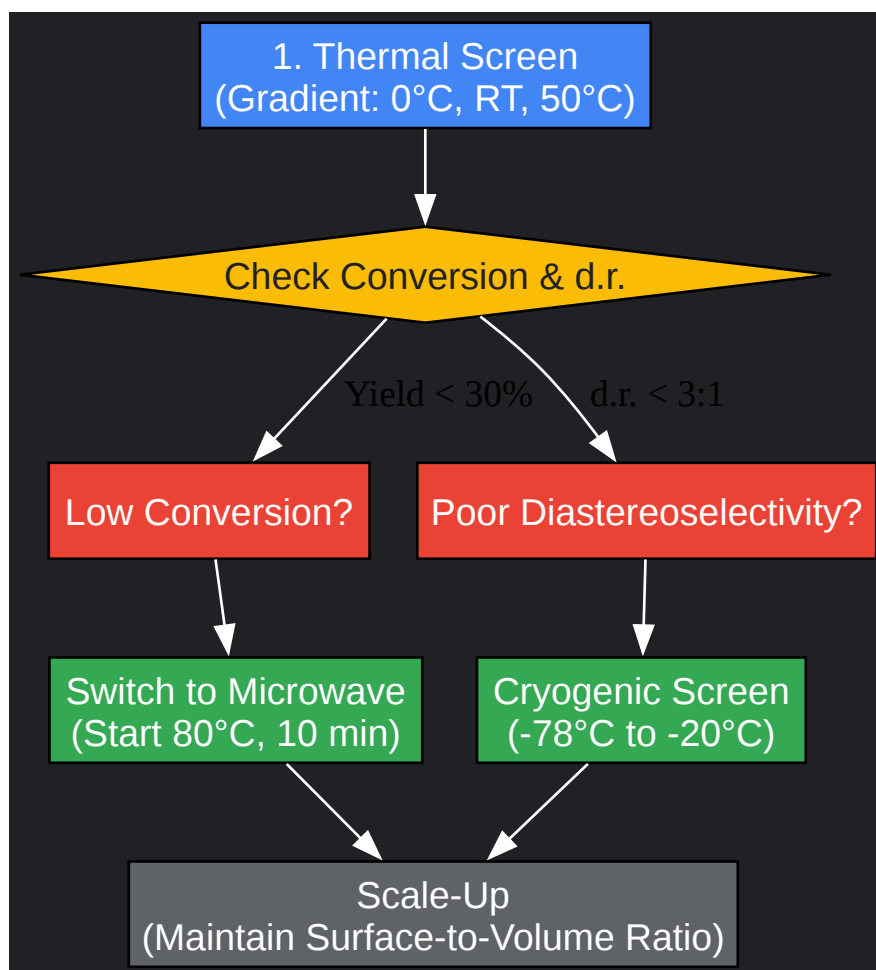 1. Thermal Screen
(Gradient: 0°C, RT, 50°C)
Check Conversion & d.r.
Yield < 30%
d.r. < 3:1
Low Conversion?
Poor Diastereoselectivity?
Switch to Microwave
(Start 80°C, 10 min)
Cryogenic Screen
(-78°C to -20°C)
Scale-Up
(Maintain Surface-to-Volume Ratio)